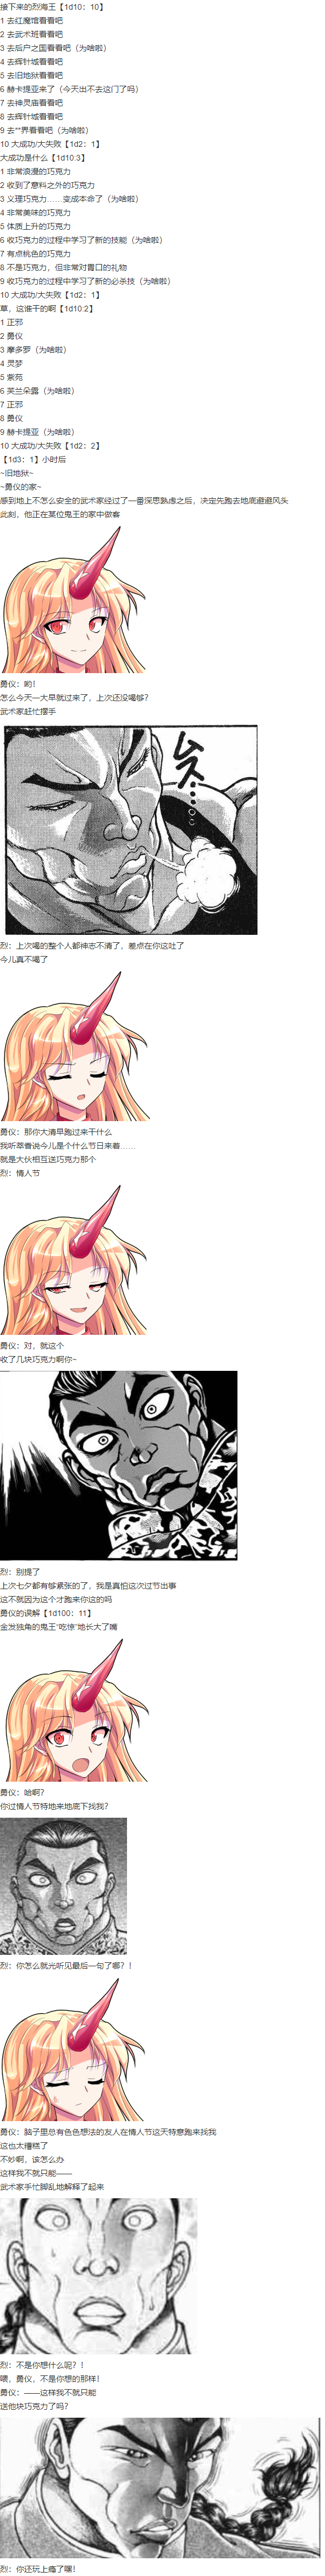 接下来的烈海王【1d10：10】
1 去红魔馆看看吧
2 去武术班看看吧
3 去后户之国看看吧（为啥啦）
4 去辉针城看看吧
5 去旧地狱看看吧
6 赫卡提亚来了（今天出不去这门了吗）
7 去神灵庙看看吧
8 去辉针城看看吧
9 去**界看看吧（为啥啦）
10 大成功/大失败【1d2：1】
大成功是什么【1d10:3】
1 非常浪漫的巧克力
2 收到了意料之外的巧克力
3 义理巧克力……变成本命了（为啥啦）
4 非常美味的巧克力
5 体质上升的巧克力
6 收巧克力的过程中学习了新的技能（为啥啦）
7 有点桃色的巧克力
8 不是巧克力，但非常对胃口的礼物
9 收巧克力的过程中学习了新的必杀技（为啥啦）
10 大成功/大失败【1d2：1】
草，这谁干的啊【1d10:2】
1 正邪
2 勇仪
3 摩多罗（为啥啦）
4 灵梦
5 紫苑
6 芙兰朵露（为啥啦）
7 正邪
8 勇仪
9 赫卡提亚（为啥啦）
10 大成功/大失败【1d2：2】
【1d3：1】小时后
~旧地狱~
~勇仪的家~
感到地上不怎么安全的武术家经过了一番深思熟虑之后，决定先跑去地底避避风头
此刻，他正在某位鬼王的家中做客
勇仪：哟！
怎么今天一大早就过来了，上次还没喝够？
武术家赶忙摆手
烈：上次喝的整个人都神志不清了，差点在你这吐了
今儿真不喝了
勇仪：那你大清早跑过来干什么
我听萃香说今儿是个什么节日来着……
就是大伙相互送巧克力那个
烈：情人节
勇仪：对，就这个
收了几块巧克力啊你~
烈：别提了
上次七夕都有够紧张的了，我是真怕这次过节出事
这不就因为这个才跑来你这的吗
勇仪的误解【1d100：11】
金发独角的鬼王“吃惊”地长大了嘴
勇仪：哈啊？
你过情人节特地来地底下找我？
烈：你怎么就光听见最后一句了哪？！
勇仪：脑子里总有色色想法的友人在情人节这天特意跑来找我
这也太糟糕了
不妙啊，该怎么办
这样我不就只能——
武术家手忙脚乱地解释了起来
烈：不是你想什么呢？！
喂，勇仪，不是你想的那样！
勇仪：——这样我不就只能
送他块巧克力了吗？
烈：你还玩上瘾了嘿！